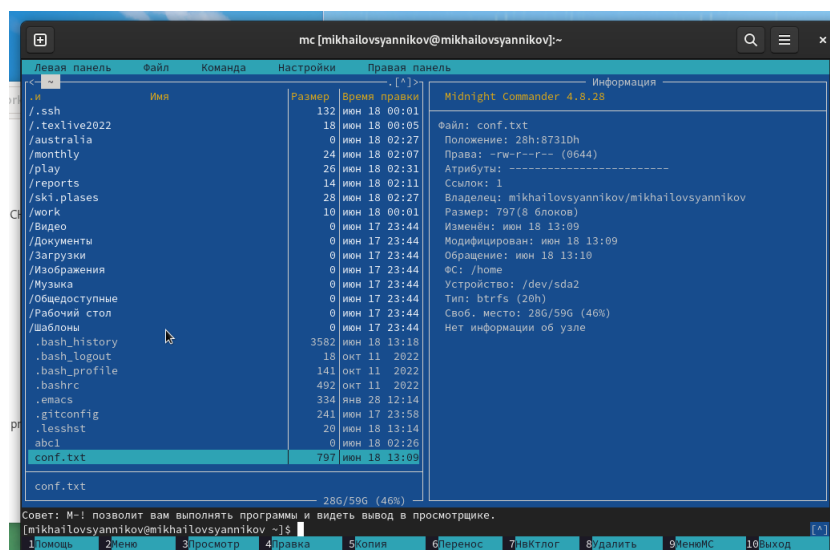 mc [mikhailovsyannikov@mikhailovsyannikov]:~
Левая панель Файл Команда Настройки Правая панель
<— ~ .[^]>
.и Имя Размер Время правки
/.ssh 132 июн 18 00:01
/.texlive2022 18 июн 18 00:05
/australia 0 июн 18 02:27
/monthly 24 июн 18 02:07
/play 26 июн 18 02:31
/reports 14 июн 18 02:11
/ski.plases 28 июн 18 02:27
/work 10 июн 18 00:01
/Видео 0 июн 17 23:44
/Документы 0 июн 17 23:44
/Загрузки 0 июн 17 23:44
/Изображения 0 июн 17 23:44
/Музыка 0 июн 17 23:44
/Общедоступные 0 июн 17 23:44
/Рабочий стол 0 июн 17 23:44
/Шаблоны 0 июн 17 23:44
.bash_history 3582 июн 18 13:18
.bash_logout 18 окт 11 2022
.bash_profile 141 окт 11 2022
.bashrc 492 окт 11 2022
.emacs 334 янв 28 12:14
.gitconfig 241 июн 17 23:58
.lesshst 20 июн 18 13:14
abc1 0 июн 18 02:26
conf.txt 797 июн 18 13:09
conf.txt
28G/59G (46%)
Информация
Midnight Commander 4.8.28
Файл: conf.txt
Положение: 28h:8731Dh
Права: -rw-r--r-- (0644)
Атрибуты: -------------------------
Ссылок: 1
Владелец: mikhailovsyannikov/mikhailovsyannikov
Размер: 797(8 блоков)
Изменён: июн 18 13:09
Модифицирован: июн 18 13:09
Обращение: июн 18 13:10
ФС: /home
Устройство: /dev/sda2
Тип: btrfs (20h)
Своб. место: 28G/59G (46%)
Нет информации об узле
Совет: M-! позволит вам выполнять программы и видеть вывод в просмотрщике.
[mikhailovsyannikov@mikhailovsyannikov ~]$ [^]
1Помощь 2Меню 3Просмотр 4Правка 5Копия 6Перенос 7НвКтлог 8Удалить 9МенюМС 10Выход